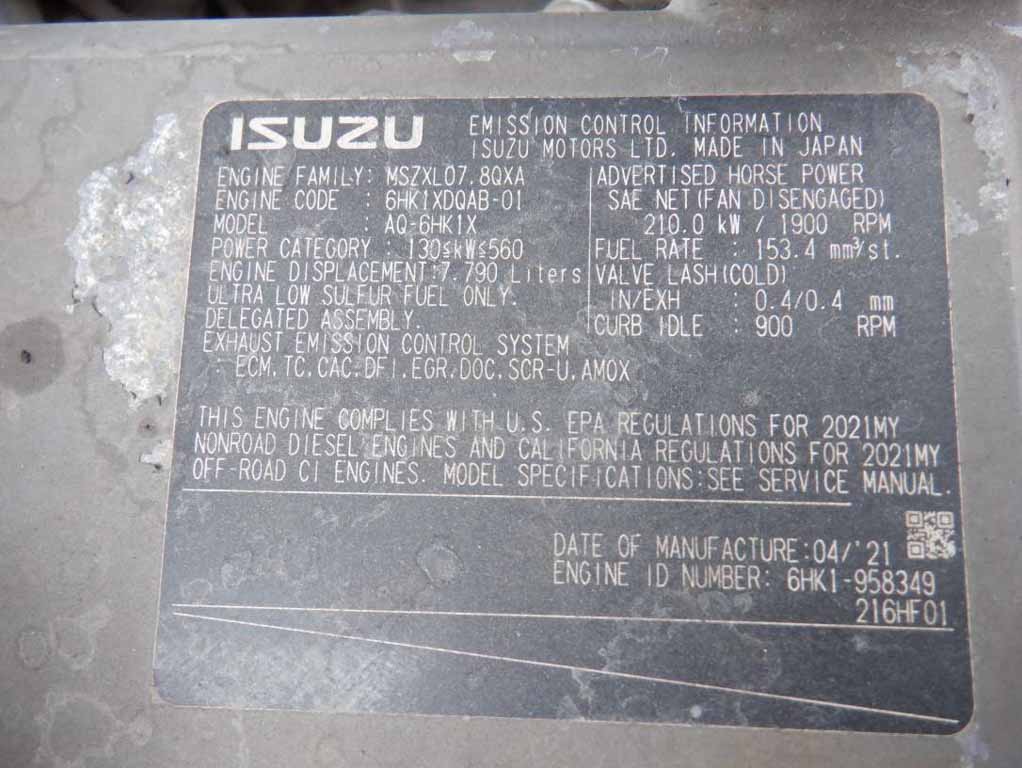 ISUZU EMISSION CONTROL INFORMATION
ISUZU MOTORS LTD. MADE IN JAPAN
ENGINE FAMILY: MSZXL07.8QXA
ENGINE CODE : 6HK1XDQAB-01
MODEL : AQ-6HK1X
POWER CATEGORY : 130≤kW≤560
ENGINE DISPLACEMENT:7.790 Liters
ULTRA LOW SULFUR FUEL ONLY.
DELEGATED ASSEMBLY.
EXHAUST EMISSION CONTROL SYSTEM
: ECM,TC,CAC,DFI,EGR,DOC,SCR-U,AMOX
ADVERTISED HORSE POWER
SAE NET(FAN DISENGAGED)
210.0 kW / 1900 RPM
FUEL RATE : 153.4 mm³/st.
VALVE LASH(COLD)
IN/EXH : 0.4/0.4 mm
CURB IDLE : 900 RPM
THIS ENGINE COMPLIES WITH U.S. EPA REGULATIONS FOR 2021MY
NONROAD DIESEL ENGINES AND CALIFORNIA REGULATIONS FOR 2021MY
OFF-ROAD CI ENGINES. MODEL SPECIFICATIONS:SEE SERVICE MANUAL.
DATE OF MANUFACTURE:04/'21
ENGINE ID NUMBER: 6HK1-958349
216HF01